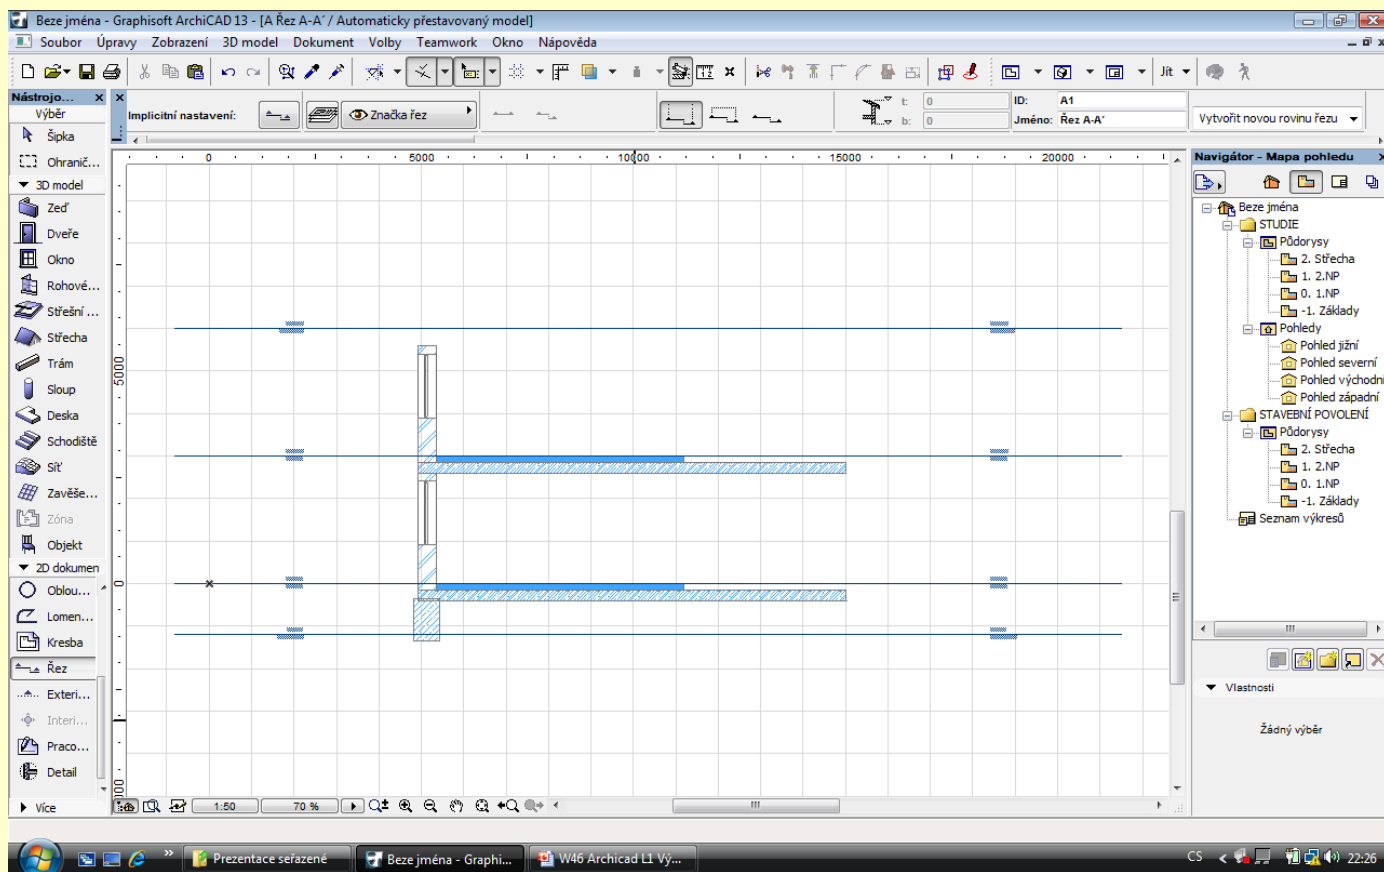 Beze jména - Graphisoft ArchiCAD 13 - [A Řez A-A´ / Automaticky přestavovaný model]
Soubor Úpravy Zobrazení 3D model Dokument Volby Teamwork Okno Nápověda
Jít
Nástrojo...
Výběr
Šipka
Ohranič...
3D model
Zeď
Dveře
Okno
Rohové...
Střešní ...
Střecha
Trám
Sloup
Deska
Schodiště
Síť
Zavěše...
Zóna
Objekt
2D dokumen
Oblou...
Lomen...
Kresba
Řez
Exteri...
Interi...
Praco...
Detail
Více
Implicitní nastavení:
Značka řez
t: 0
b: 0
ID: A1
Jméno: Řez A-A´
Vytvořit novou rovinu řezu
0 5000 10000 15000 20000
5000
0
Navigátor - Mapa pohledu
Beze jména
STUDIE
Půdorysy
2. Střecha
1. 2.NP
0. 1.NP
-1. Základy
Pohledy
Pohled jižní
Pohled severní
Pohled východní
Pohled západní
STAVEBNÍ POVOLENÍ
Půdorysy
2. Střecha
1. 2.NP
0. 1.NP
-1. Základy
Seznam výkresů
Vlastnosti
Žádný výběr
1:50 70 %
Prezentace seřazené
Beze jména - Graphi...
W46 Archicad L1 Vý...
CS
22:26